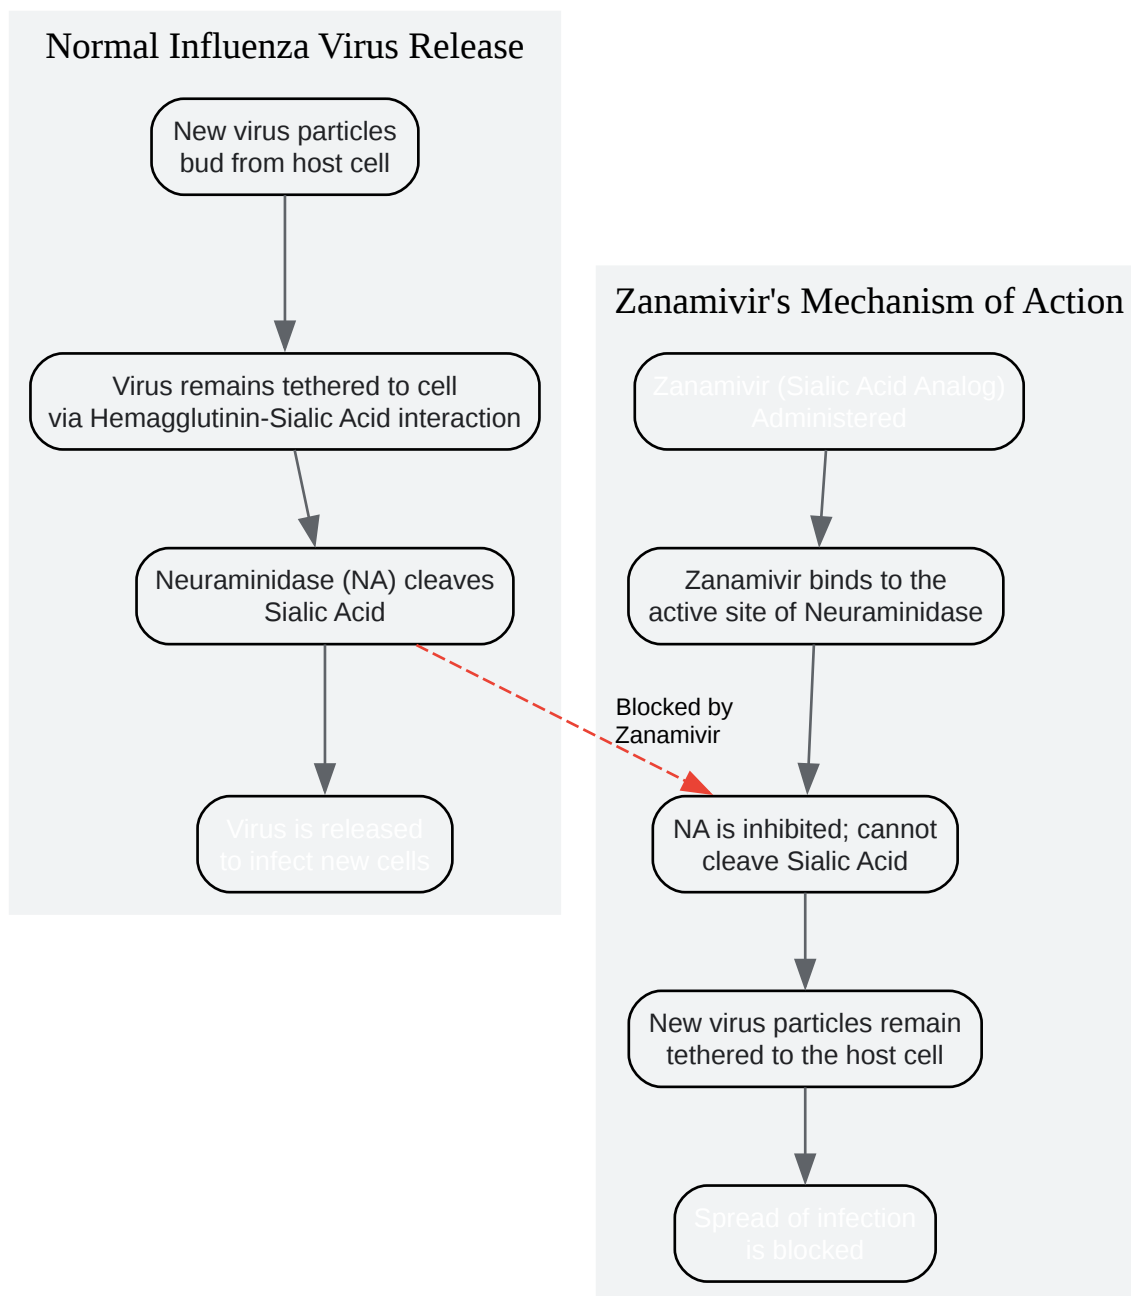 Normal Influenza Virus Release
New virus particles
bud from host cell
Virus remains tethered to cell
via Hemagglutinin-Sialic Acid interaction
Neuraminidase (NA) cleaves
Sialic Acid
Virus is released
to infect new cells
Blocked by
Zanamivir
Zanamivir's Mechanism of Action
Zanamivir (Sialic Acid Analog)
Administered
Zanamivir binds to the
active site of Neuraminidase
NA is inhibited; cannot
cleave Sialic Acid
New virus particles remain
tethered to the host cell
Spread of infection
is blocked